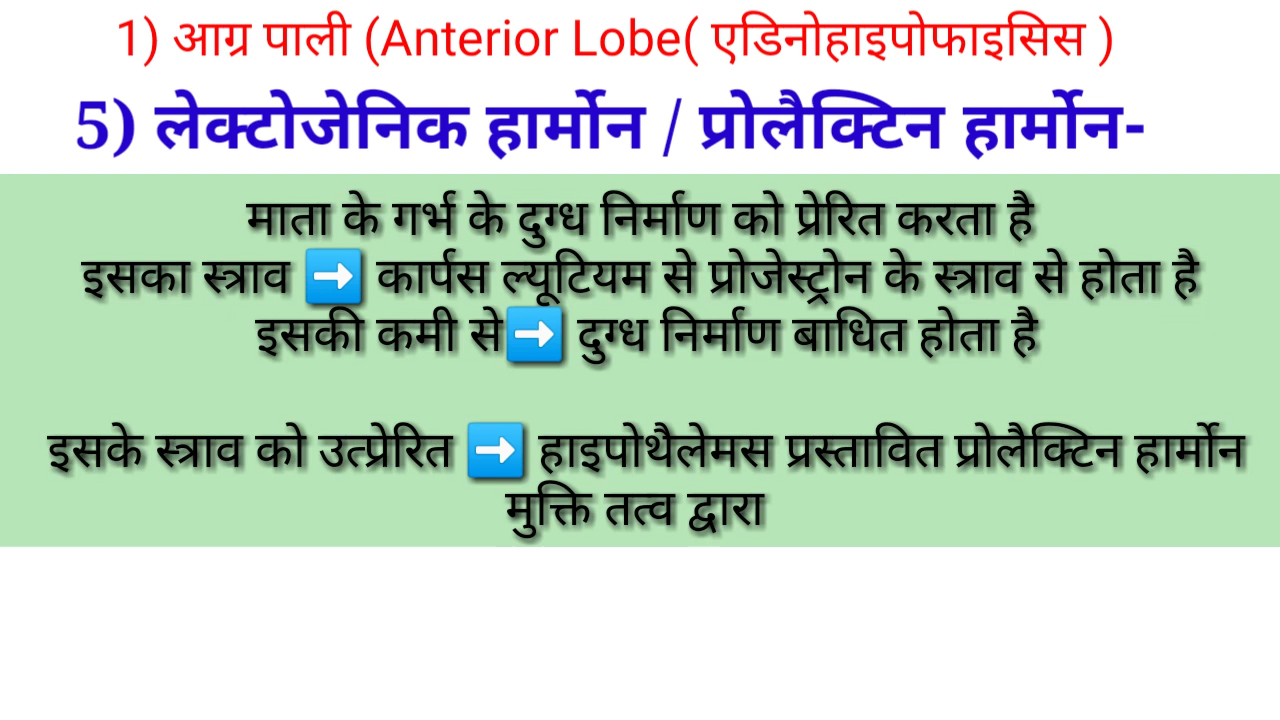 1) आग्र पाली (Anterior Lobe( एडिनोहाइपोफाइसिस )
5) लेक्टोजेनिक हार्मोन / प्रोलैक्टिन हार्मोन-
माता के गर्भ के दुग्ध निर्माण को प्रेरित करता है
इसका स्त्राव ➡️ कार्पस ल्यूटियम से प्रोजेस्ट्रोन के स्त्राव से होता है
इसकी कमी से➡️ दुग्ध निर्माण बाधित होता है
इसके स्त्राव को उत्प्रेरित ➡️ हाइपोथैलेमस प्रस्तावित प्रोलैक्टिन हार्मोन
मुक्ति तत्व द्वारा